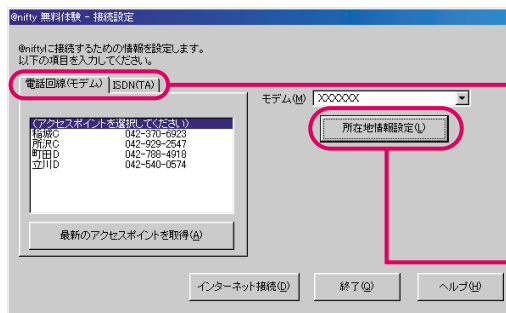 @nifty 無料体験 - 接続設定
@niftyに接続するための情報を設定します。
以下の項目を入力してください。
電話回線(モデム) ISDN(TA)
モデム(M) XXXXXX
所在地情報設定(L)
(アクセスポイントを選択してください)
稲城C 042-370-6923
所沢C 042-929-2547
町田D 042-788-4918
立川D 042-540-0574
最新のアクセスポイントを取得(A)
インターネット接続(D) 終了(Q) ヘルプ(H)